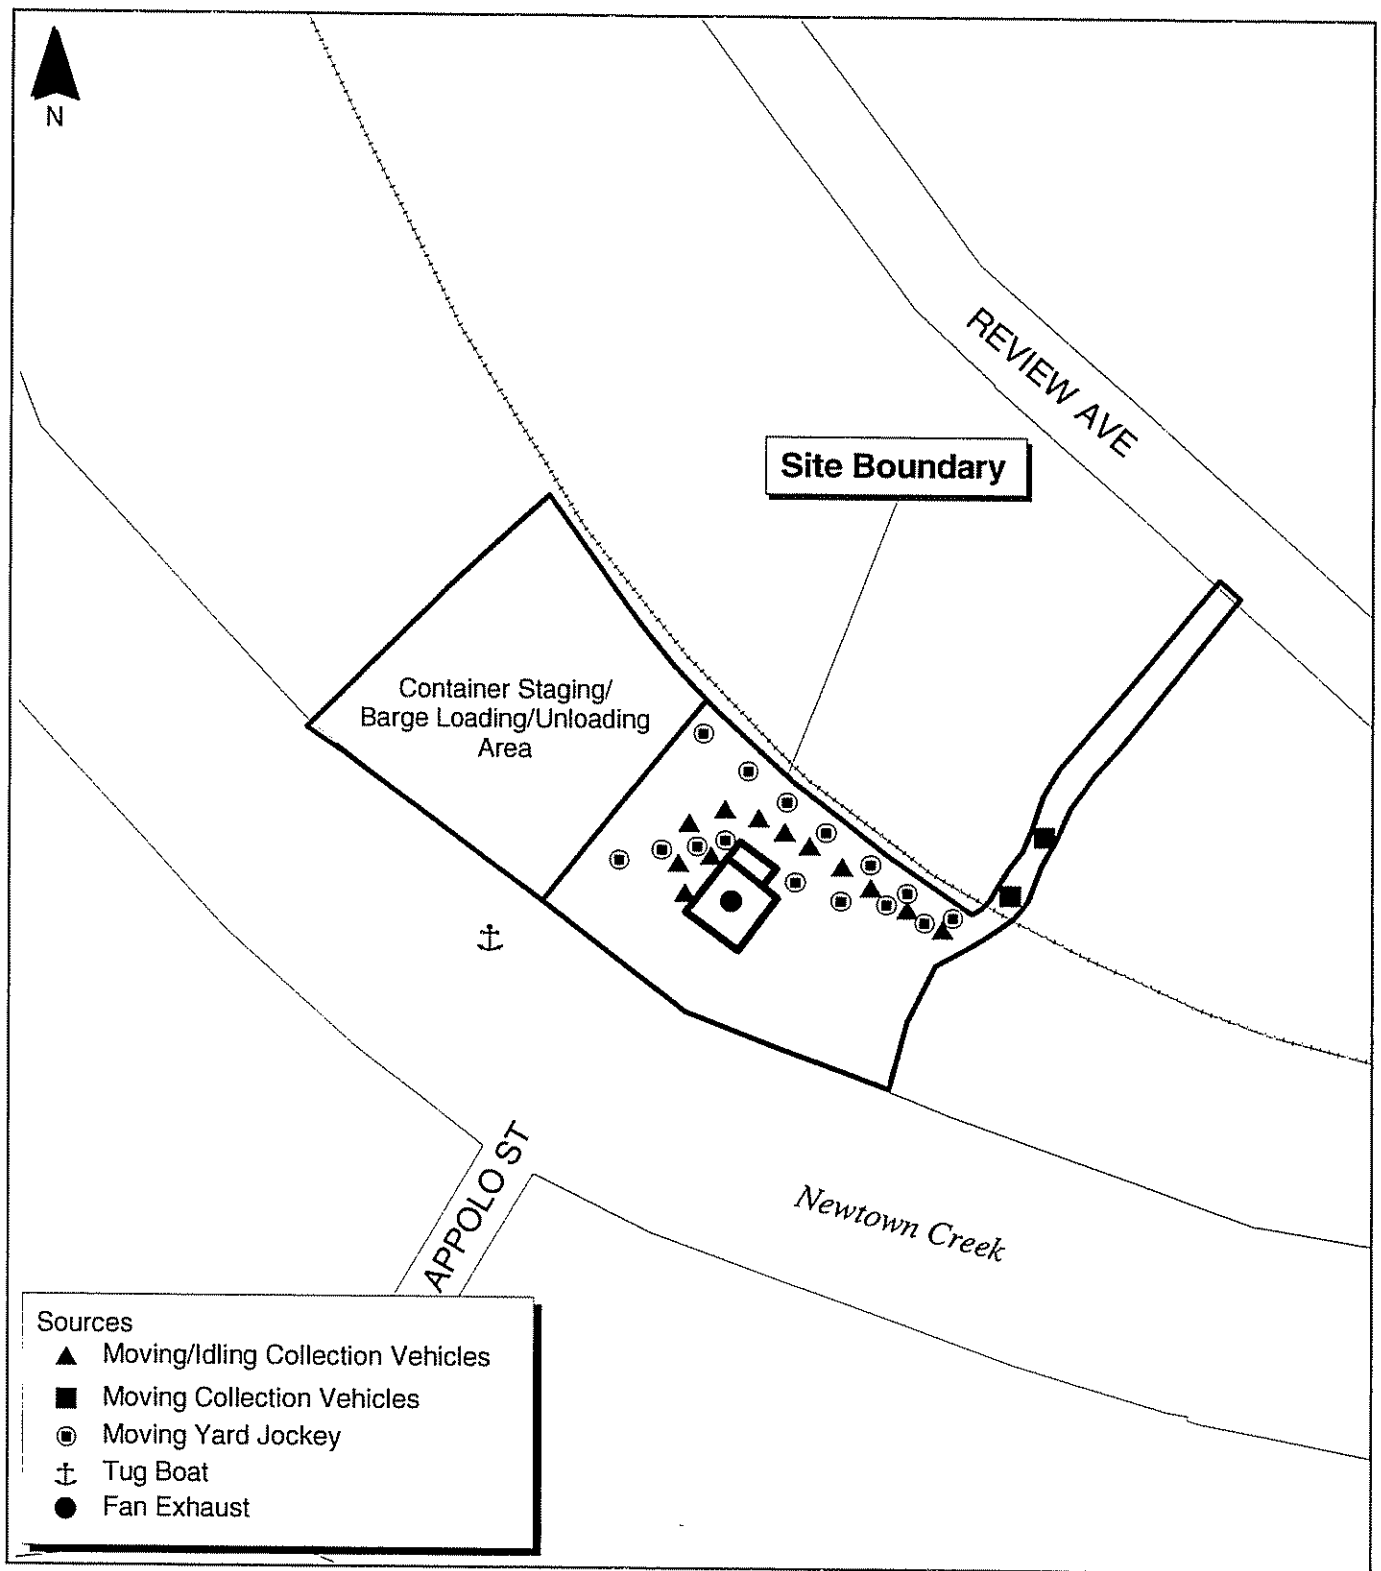 N
REVIEW AVE
Site Boundary
Container Staging/
Barge Loading/Unloading
Area
APPOLO ST
Newtown Creek
Sources
Moving/Idling Collection Vehicles
Moving Collection Vehicles
Moving Yard Jockey
Tug Boat
Fan Exhaust